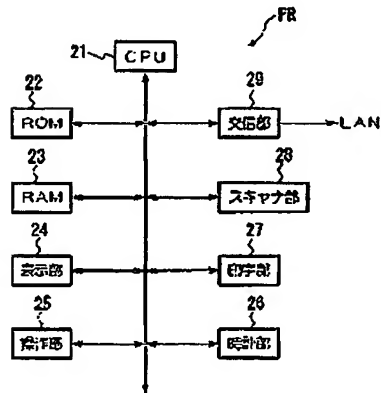 FR
21
CPU
22
ROM
29
交信部
LAN
23
RAM
28
スキャナ部
24
表示部
27
印字部
25
操作部
26
時計部